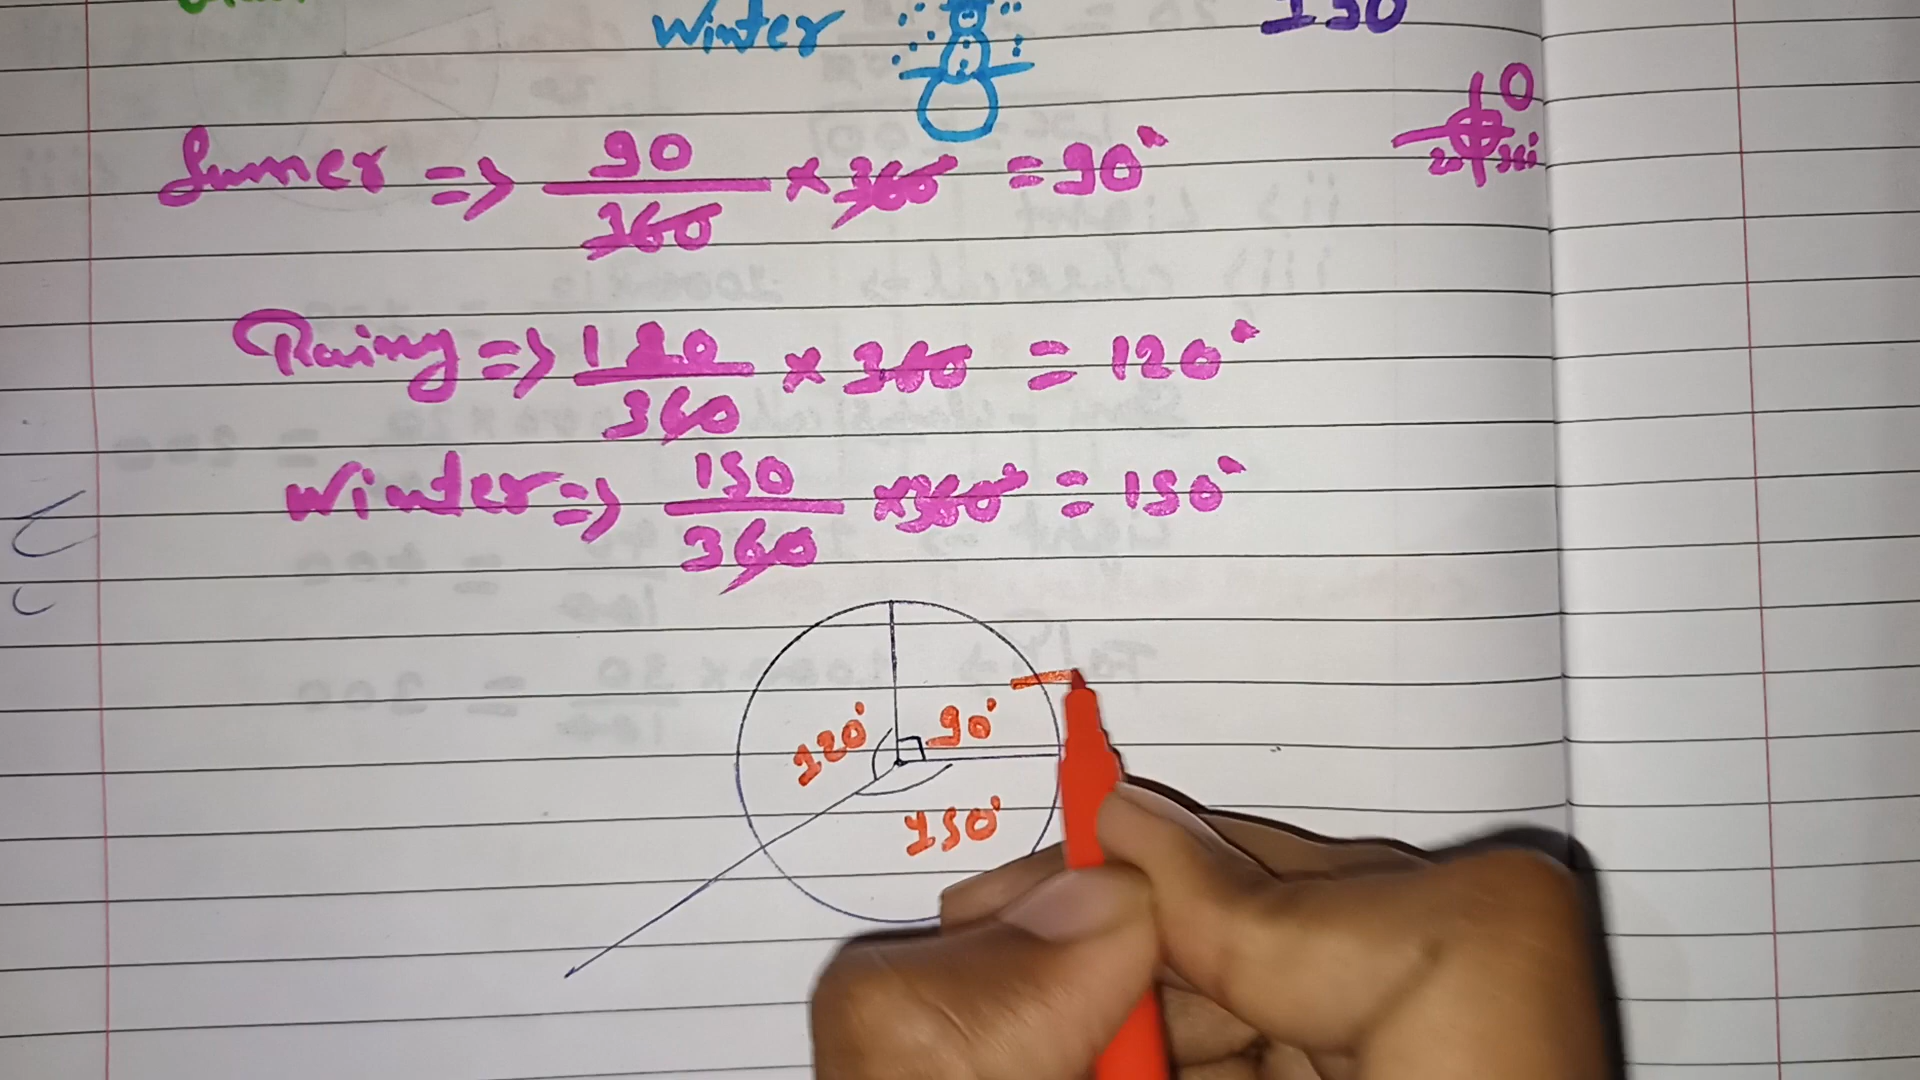 Winter
150
Sumer => 90/360 × 360 = 90°
Rainy => 120/360 × 360 = 120°
Winter => 150/360 × 360° = 150°
120°
90°
150°